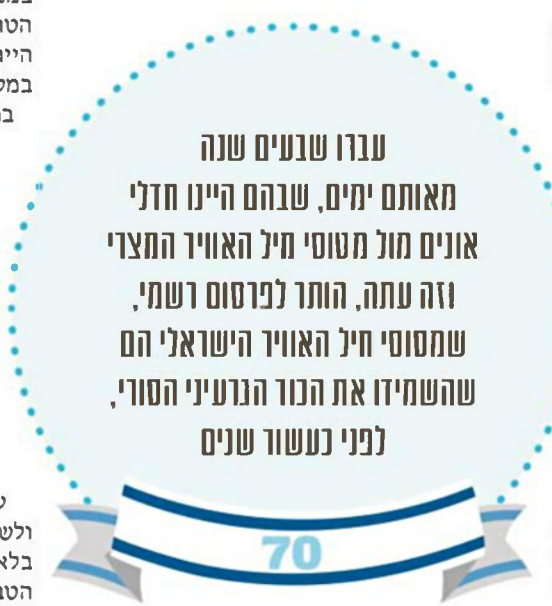 עברו שבעים שנה
מאותם ימים, שבהם היינו חדלי
אונים מול מטוסי חיל האוויר המצרי
וזה עתה, הותר לפרסום רשמי,
שמטוסי חיל האוויר הישראלי הם
שהשמידו את הכור הגרעיני הסורי,
לפני כעשור שנים
70